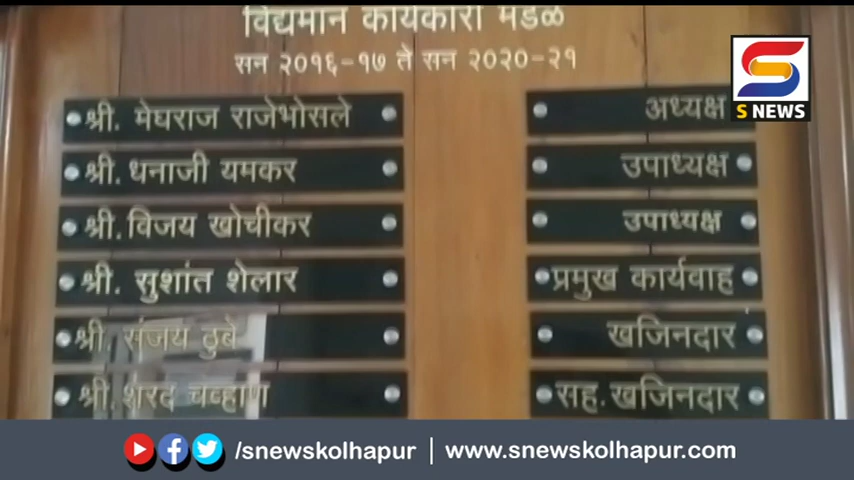 विद्यमान कार्यकारी मंडळ
सन २०१६-१७ ते सन २०२०-२१
श्री. मेघराज राजेभोसले अध्यक्ष
श्री. धनाजी यमकर उपाध्यक्ष
श्री. विजय खोचीकर उपाध्यक्ष
श्री. सुशांत शेलार प्रमुख कार्यवाह
श्री. संजय ठुबे खजिनदार
श्री. शरद चव्हाण सह. खजिनदार
S NEWS
/snewskolhapur | www.snewskolhapur.com